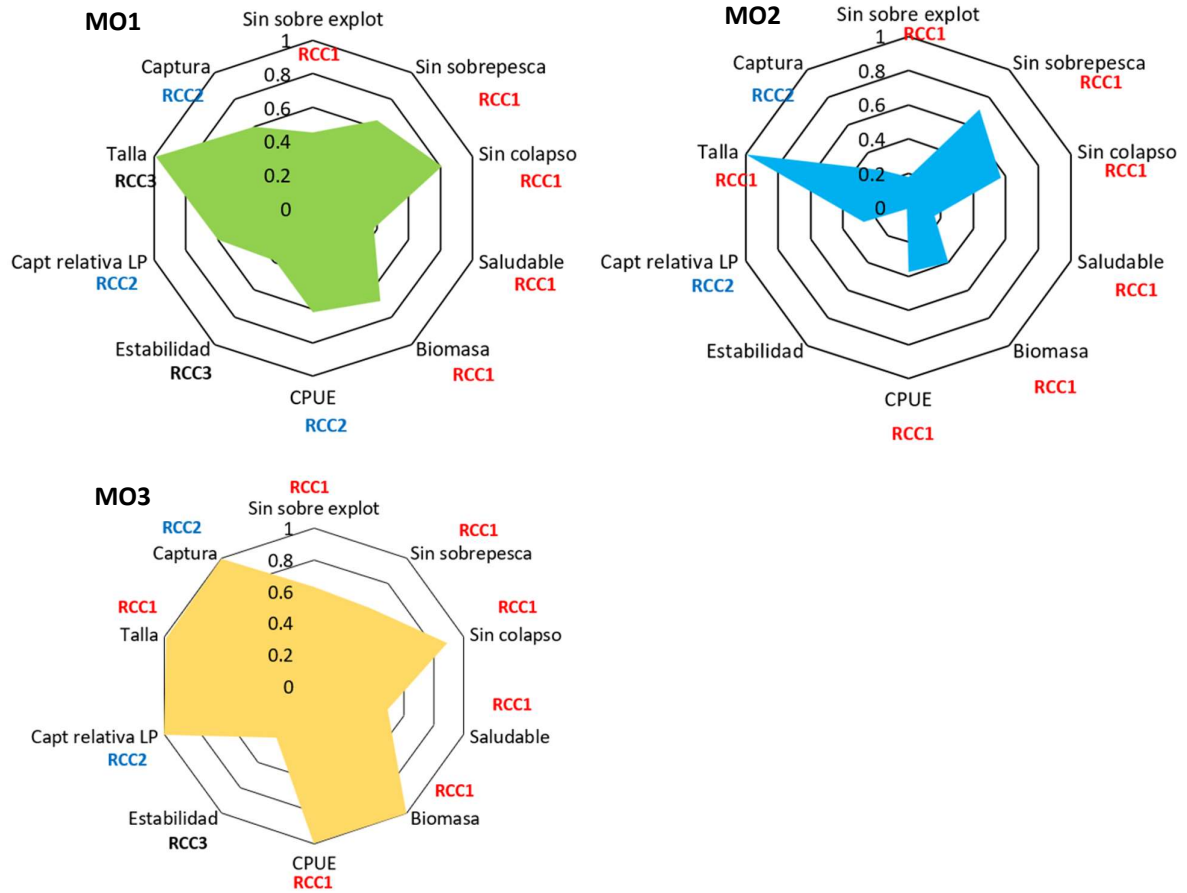 MO1
Sin sobre explot
RCC1
Captura
RCC2
Sin sobrepesca
RCC1
Talla
RCC3
Sin colapso
RCC1
Capt relativa LP
RCC2
Saludable
RCC1
Estabilidad
RCC3
Biomasa
RCC1
CPUE
RCC2
1
0.8
0.6
0.4
0.2
0
MO2
Sin sobre explot
RCC1
Captura
RCC2
Sin sobrepesca
RCC1
Talla
RCC1
Sin colapso
RCC1
Capt relativa LP
RCC2
Saludable
RCC1
Estabilidad
Biomasa
RCC1
CPUE
RCC1
1
0.8
0.6
0.4
0.2
0
MO3
RCC1
Sin sobre explot
RCC2
Captura
RCC1
Sin sobrepesca
RCC1
Talla
RCC1
Sin colapso
RCC1
Saludable
Capt relativa LP
RCC2
RCC1
Biomasa
Estabilidad
RCC3
CPUE
RCC1
1
0.8
0.6
0.4
0.2
0